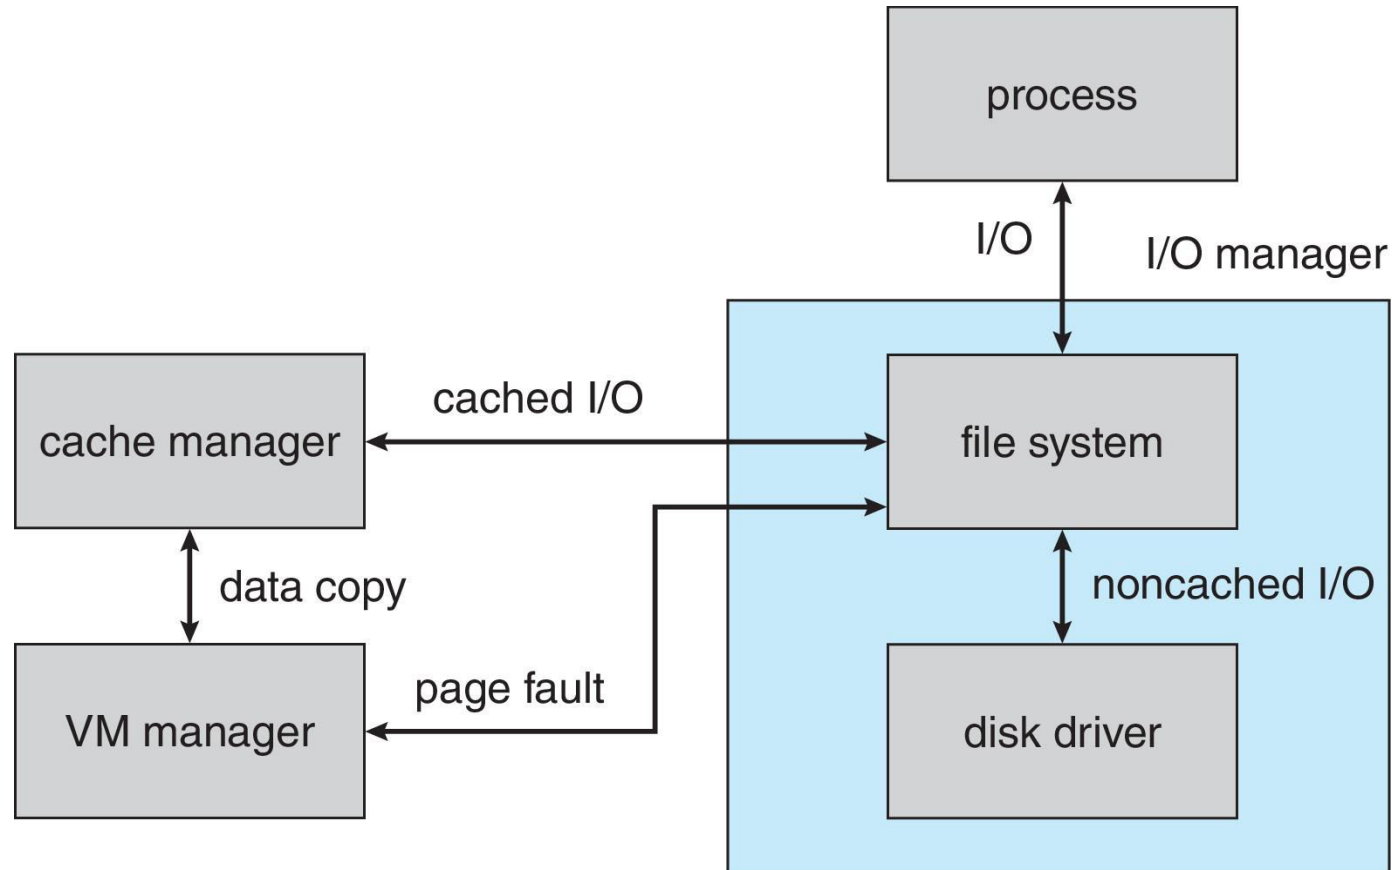 process
I/O
I/O manager
cached I/O
cache manager
file system
data copy
noncached I/O
page fault
VM manager
disk driver